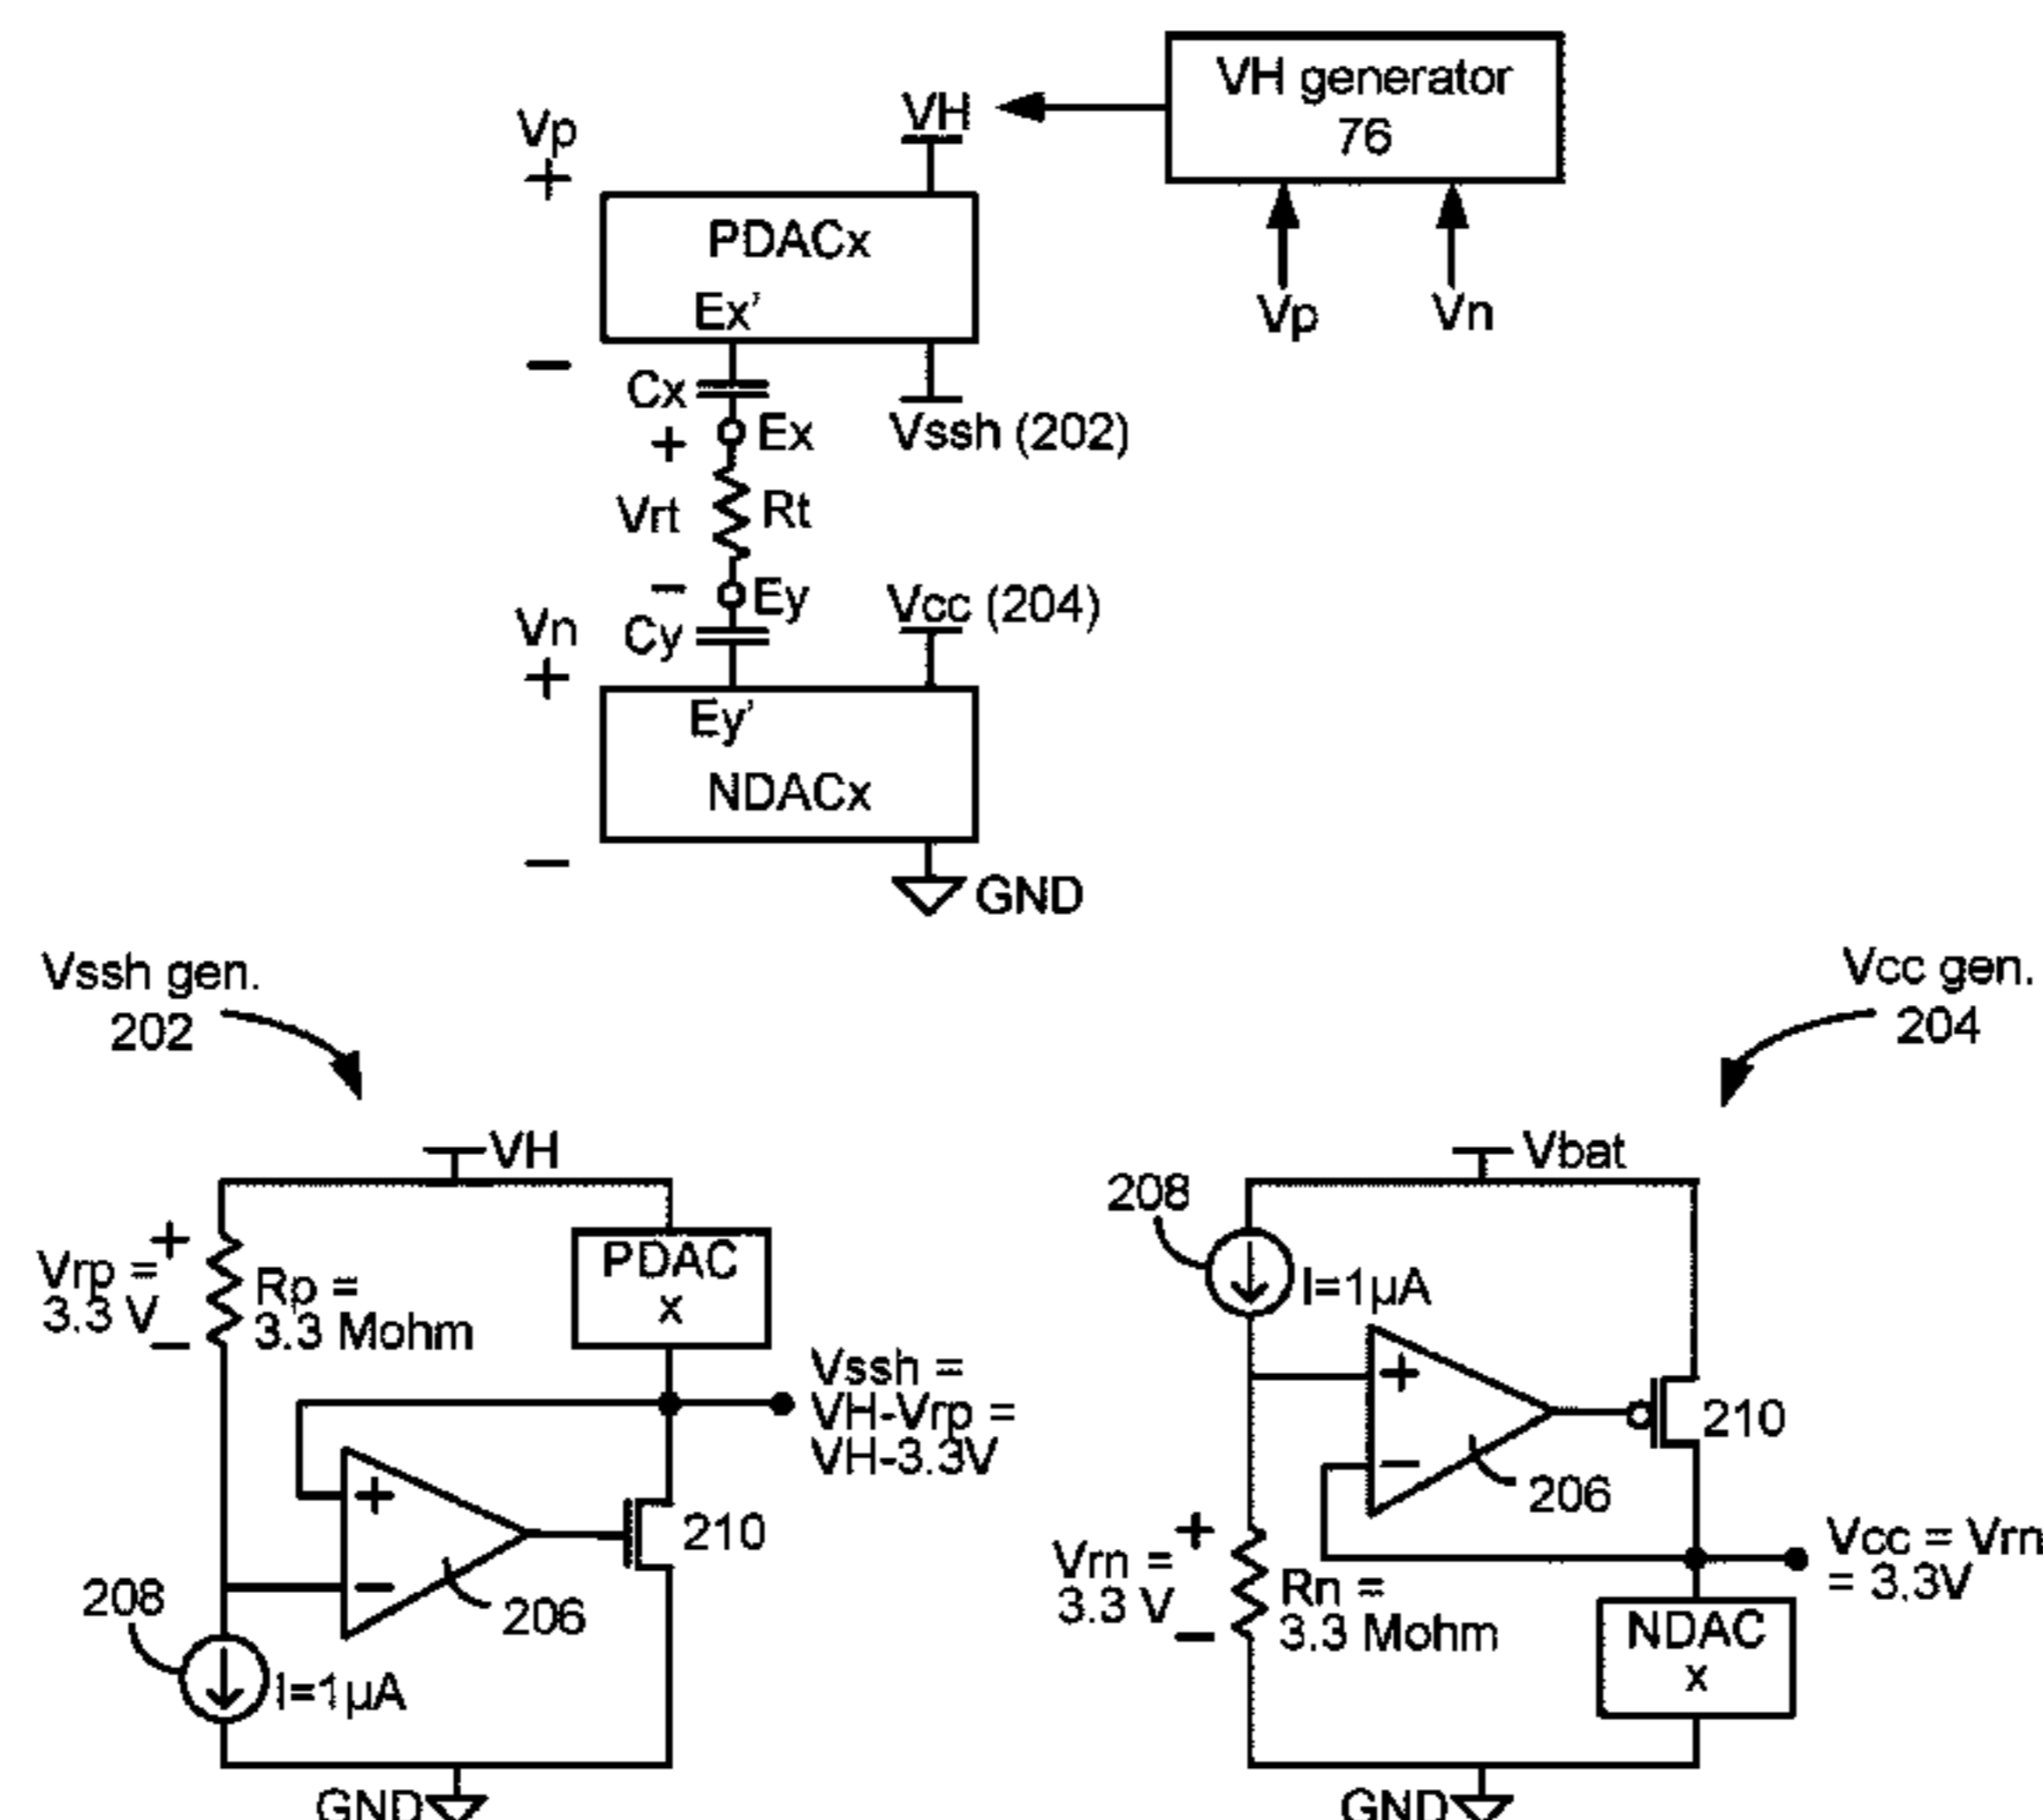 VH generator
76
VH
Vp
+
PDACx
Ex'
Vp
Vn
−
Cx
Ex
Vssh (202)
+
Vrt
Rt
−
Ey
Vcc (204)
Vn
Cy
+
Ey'
NDACx
−
GND
Vssh gen.
202
Vcc gen.
204
VH
Vrp =
3.3 V
+
−
Rp =
3.3 Mohm
PDAC
x
Vssh =
VH-Vrp =
VH-3.3V
+
−
210
206
208
I=1µA
GND
Vbat
208
I=1µA
+
−
210
206
Vrn =
3.3 V
+
−
Rn =
3.3 Mohm
Vcc = Vrn
= 3.3V
NDAC
x
GND